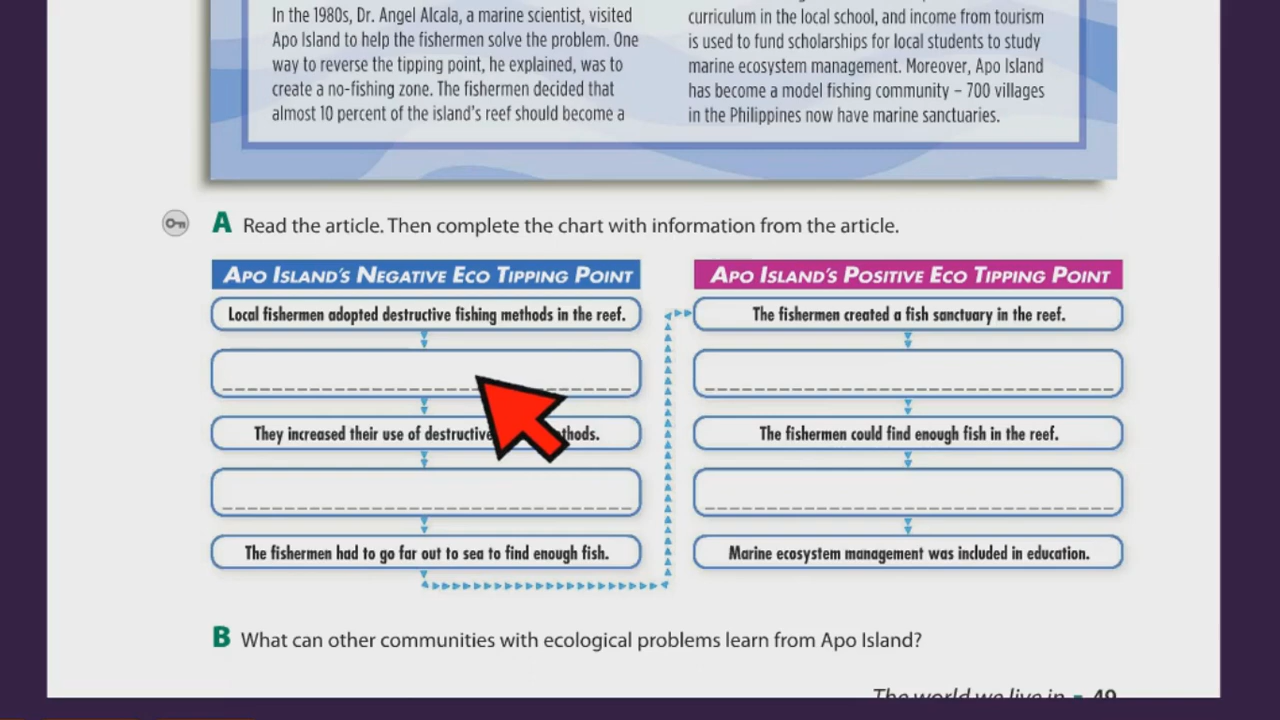 In the 1980s, Dr. Angel Alcala, a marine scientist, visited
Apo Island to help the fishermen solve the problem. One
way to reverse the tipping point, he explained, was to
create a no-fishing zone. The fishermen decided that
almost 10 percent of the island's reef should become a
curriculum in the local school, and income from tourism
is used to fund scholarships for local students to study
marine ecosystem management. Moreover, Apo Island
has become a model fishing community – 700 villages
in the Philippines now have marine sanctuaries.
A Read the article. Then complete the chart with information from the article.
APO ISLAND'S NEGATIVE ECO TIPPING POINT
Local fishermen adopted destructive fishing methods in the reef.
They increased their use of destructive
The fishermen had to go far out to sea to find enough fish.
APO ISLAND'S POSITIVE ECO TIPPING POINT
The fishermen created a fish sanctuary in the reef.
The fishermen could find enough fish in the reef.
Marine ecosystem management was included in education.
B What can other communities with ecological problems learn from Apo Island?
The world we live in 49